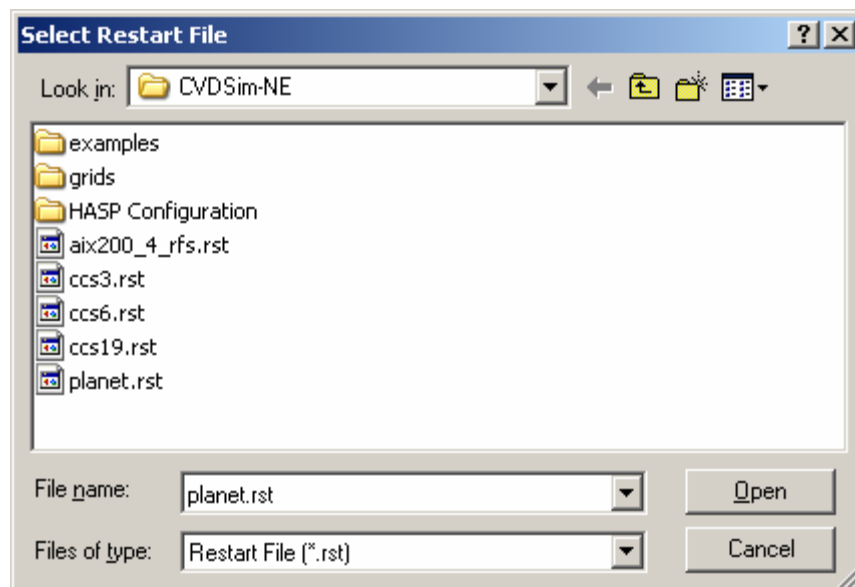 Select Restart File
Look in: CVDSim-NE
examples
grids
HASP Configuration
aix200_4_rfs.rst
ccs3.rst
ccs6.rst
ccs19.rst
planet.rst
File name: planet.rst Open
Files of type: Restart File (*.rst) Cancel